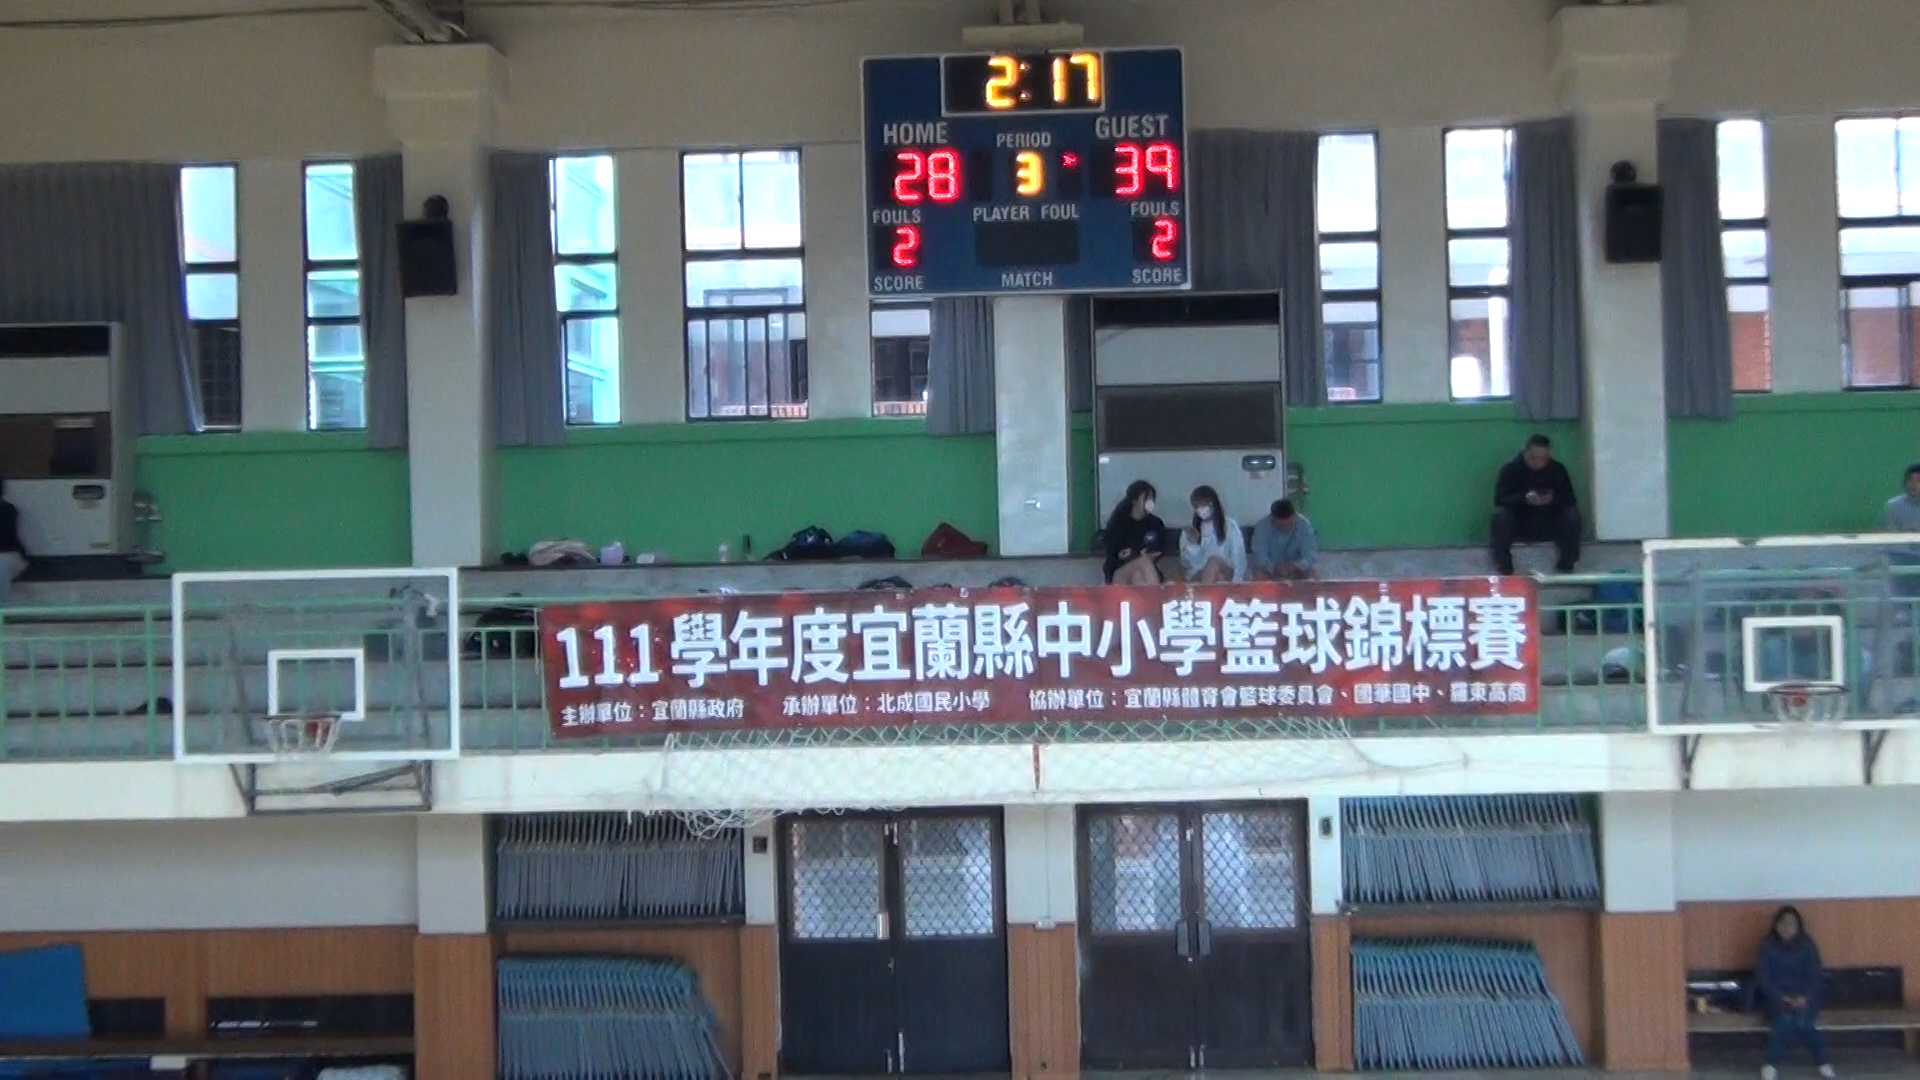 2:17
HOME PERIOD GUEST
28 3 39
FOULS PLAYER FOUL FOULS
2 2
SCORE MATCH SCORE
111學年度宜蘭縣中小學籃球錦標賽
主辦單位：宜蘭縣政府 承辦單位：北成國民小學 協辦單位：宜蘭縣體育會籃球委員會、國華國中、羅東高商